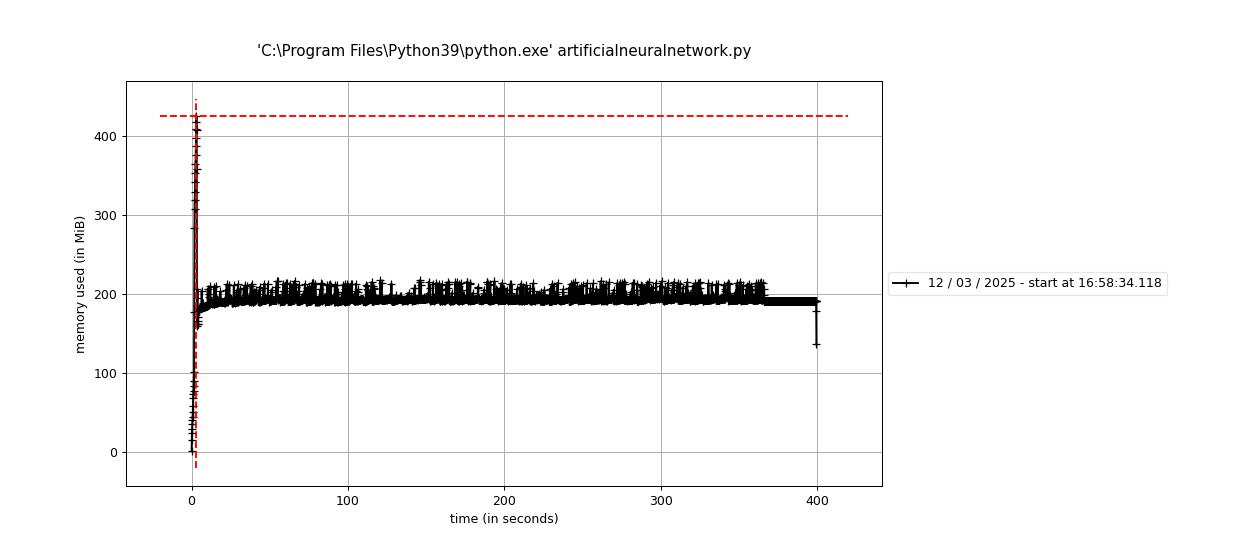 'C:\Program Files\Python39\python.exe' artificialneuralnetwork.py
memory used (in MiB)
400
300
200
100
0
0 100 200 300 400
time (in seconds)
12 / 03 / 2025 - start at 16:58:34.118